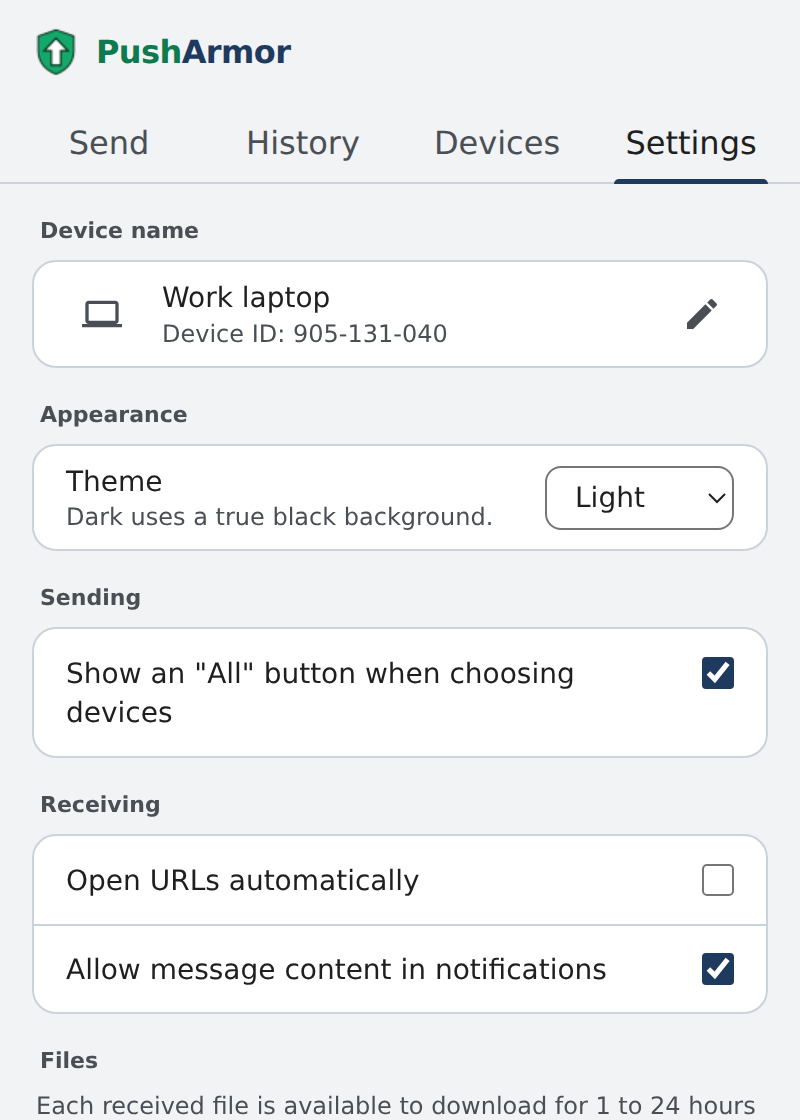 PushArmor
Send
History
Devices
Settings
Device name
Work laptop
Device ID: 905-131-040
Appearance
Theme
Dark uses a true black background.
Light
Sending
Show an "All" button when choosing
devices
Receiving
Open URLs automatically
Allow message content in notifications
Files
Each received file is available to download for 1 to 24 hours